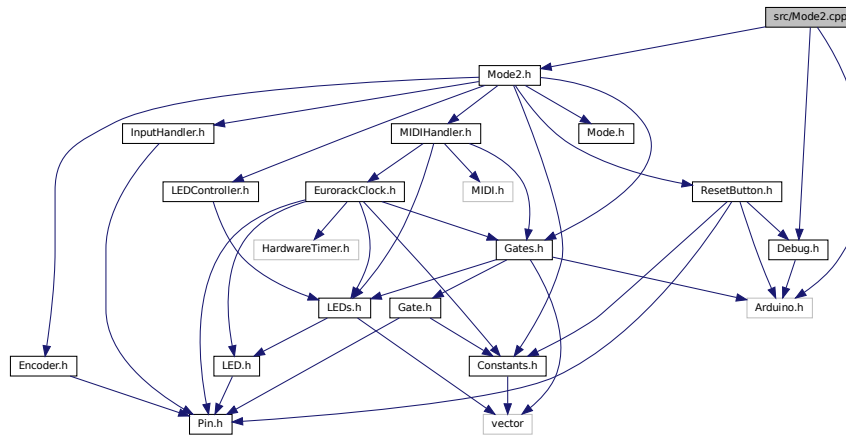 src/Mode2.cpp
Mode2.h
InputHandler.h
MIDIHandler.h
Mode.h
LEDController.h
EurorackClock.h
MIDI.h
ResetButton.h
HardwareTimer.h
Gates.h
Debug.h
LEDs.h
Gate.h
Arduino.h
Encoder.h
LED.h
Constants.h
Pin.h
vector